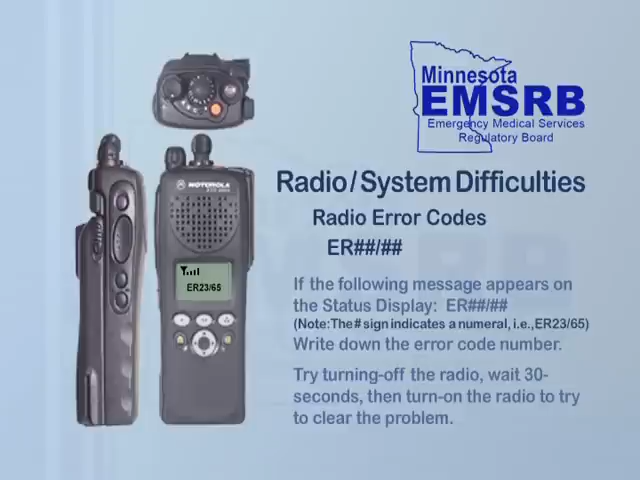 Minnesota
EMSRB
Emergency Medical Services
Regulatory Board
Radio/System Difficulties
Radio Error Codes
ER##/##
MOTOROLA
ER23/65
If the following message appears on
the Status Display: ER##/##
(Note:The # sign indicates a numeral, i.e.,ER23/65)
Write down the error code number.
Try turning-off the radio, wait 30-
seconds, then turn-on the radio to try
to clear the problem.